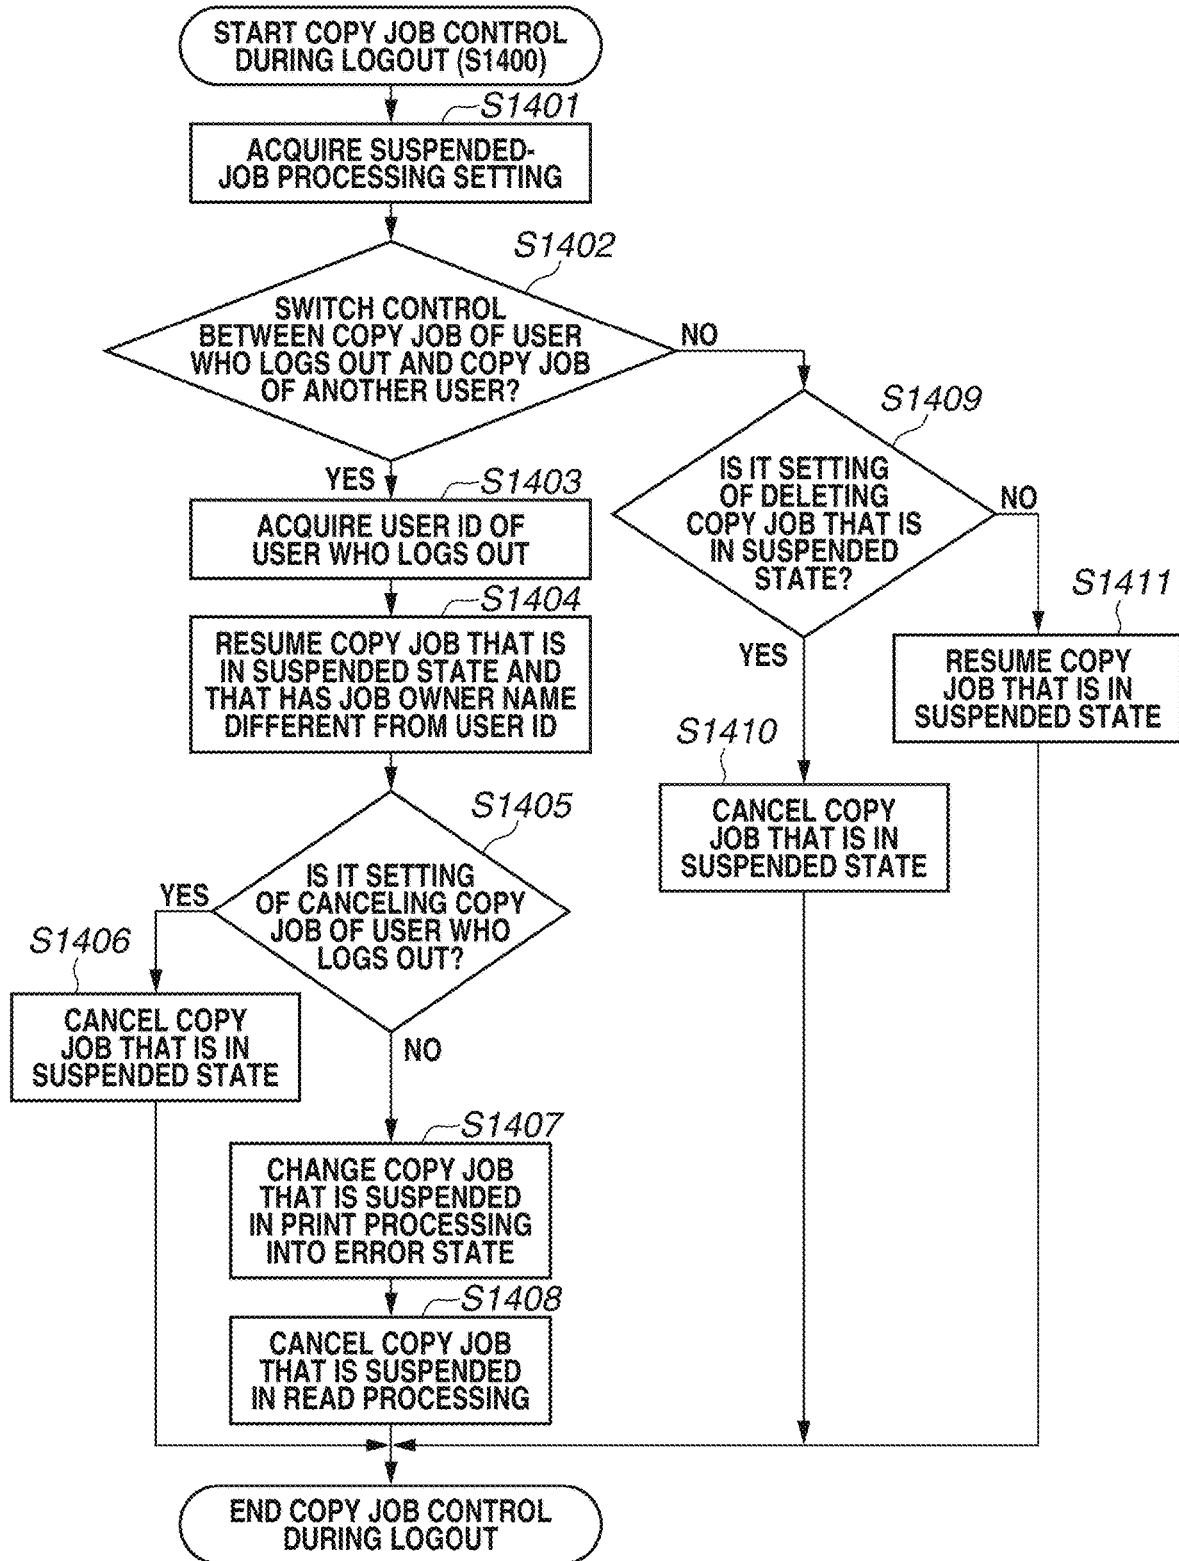 START COPY JOB CONTROL
DURING LOGOUT (S1400)
S1401
ACQUIRE SUSPENDED-
JOB PROCESSING SETTING
S1402
SWITCH CONTROL
BETWEEN COPY JOB OF USER
WHO LOGS OUT AND COPY JOB
OF ANOTHER USER?
NO
YES
S1403
ACQUIRE USER ID OF
USER WHO LOGS OUT
S1404
RESUME COPY JOB THAT IS
IN SUSPENDED STATE AND
THAT HAS JOB OWNER NAME
DIFFERENT FROM USER ID
S1405
IS IT SETTING
OF CANCELING COPY
JOB OF USER WHO
LOGS OUT?
YES
S1406
CANCEL COPY
JOB THAT IS IN
SUSPENDED STATE
NO
S1407
CHANGE COPY JOB
THAT IS SUSPENDED
IN PRINT PROCESSING
INTO ERROR STATE
S1408
CANCEL COPY JOB
THAT IS SUSPENDED
IN READ PROCESSING
S1409
IS IT SETTING
OF DELETING
COPY JOB THAT IS
IN SUSPENDED
STATE?
NO
YES
S1410
CANCEL COPY
JOB THAT IS IN
SUSPENDED STATE
S1411
RESUME COPY
JOB THAT IS IN
SUSPENDED STATE
END COPY JOB CONTROL
DURING LOGOUT